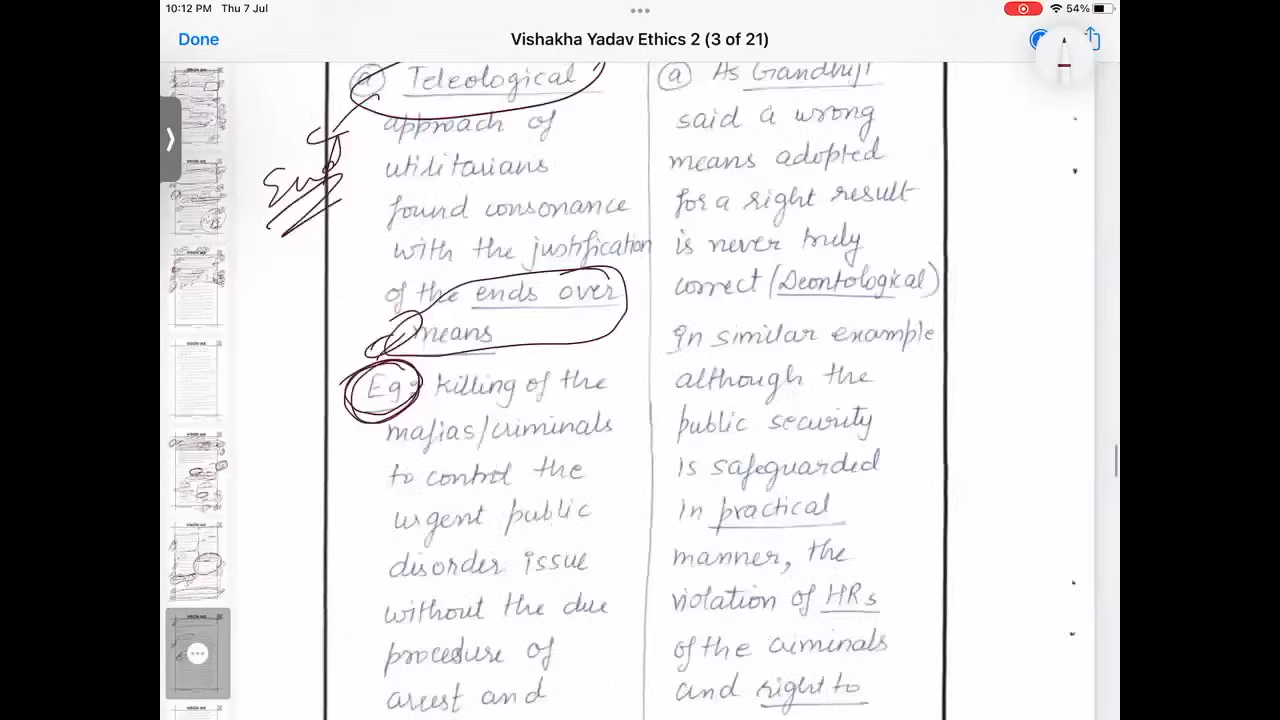 10:12 PM Thu 7 Jul
54%
Done
Vishakha Yadav Ethics 2 (3 of 21)
(a) Teleological
approach of
utilitarians
found consonance
with the justification
of the ends over
means
Eg: Killing of the
mafias/criminals
to control the
urgent public
disorder issue
without the due
procedure of
arrest and
(a) As Gandhiji
said a wrong
means adopted
for a right result
is never truly
correct (Deontological)
In similar example
although the
public security
is safeguarded
in practical
manner, the
violation of HRs
of the criminals
and right to